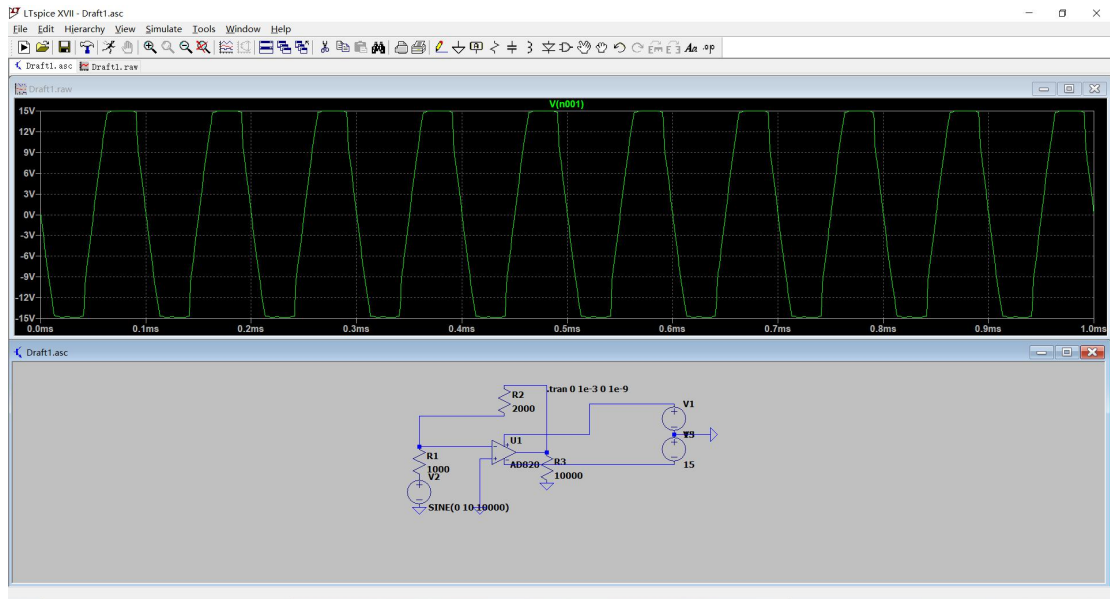 LTspice XVII - Draft1.asc
File Edit Hierarchy View Simulate Tools Window Help
Draft1.asc Draft1.raw
Draft1.raw
V(n001)
15V
12V
9V
6V
3V
0V
-3V
-6V
-9V
-12V
-15V
0.0ms 0.1ms 0.2ms 0.3ms 0.4ms 0.5ms 0.6ms 0.7ms 0.8ms 0.9ms 1.0ms
Draft1.asc
.tran 0 1e-3 0 1e-9
R2
2000
V1
U1
AD820
R1
1000
V2
R3
10000
15
SINE(0 10 10000)